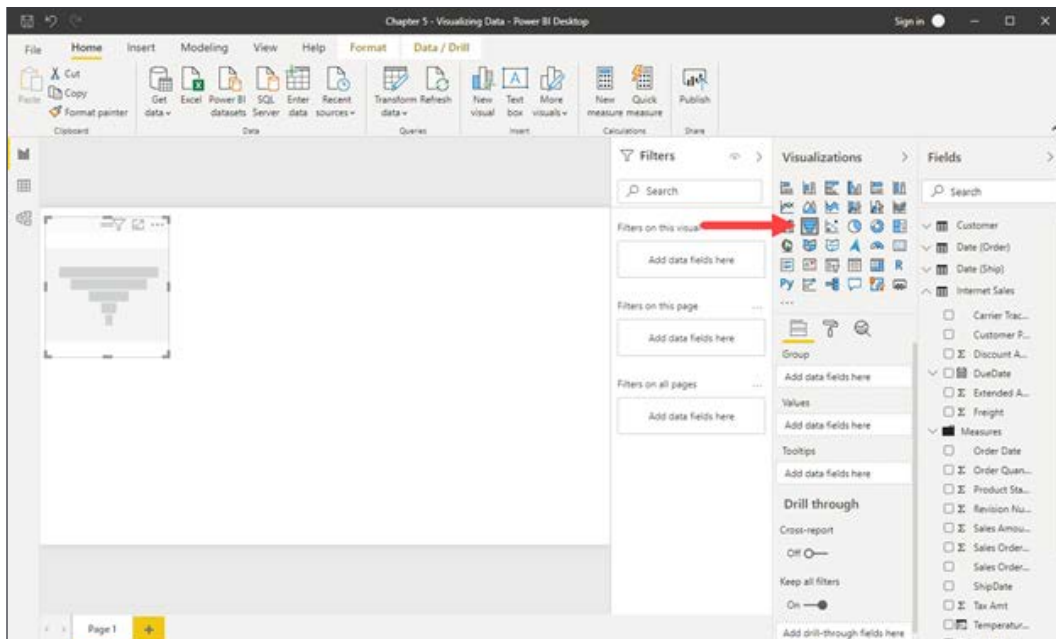 Chapter 5 - Visualizing Data - Power BI Desktop
Sign in
File Home Insert Modeling View Help Format Data / Drill
Paste
Cut
Copy
Format painter
Get data
Excel
Power BI datasets
SQL Server
Enter data
Recent sources
Transform data
Refresh
New visual
Text box
More visuals
New measure
Quick measure
Publish
Clipboard
Data
Queries
Insert
Calculations
Share
Filters
Search
Filters on this visual
Add data fields here
Filters on this page
Add data fields here
Filters on all pages
Add data fields here
Visualizations
R
Py
Group
Add data fields here
Values
Add data fields here
Tooltips
Add data fields here
Drill through
Cross-report
Off
Keep all filters
On
Add drill-through fields here
Fields
Search
Customer
Date (Order)
Date (Ship)
Internet Sales
Carrier Trac...
Customer P...
Σ Discount A...
DueDate
Σ Extended A...
Σ Freight
Measures
Order Date
Σ Order Quan...
Σ Product Sta...
Σ Revision Nu...
Σ Sales Amou...
Σ Sales Order...
Sales Order...
ShipDate
Σ Tax Amt
Temperatur...
Page 1